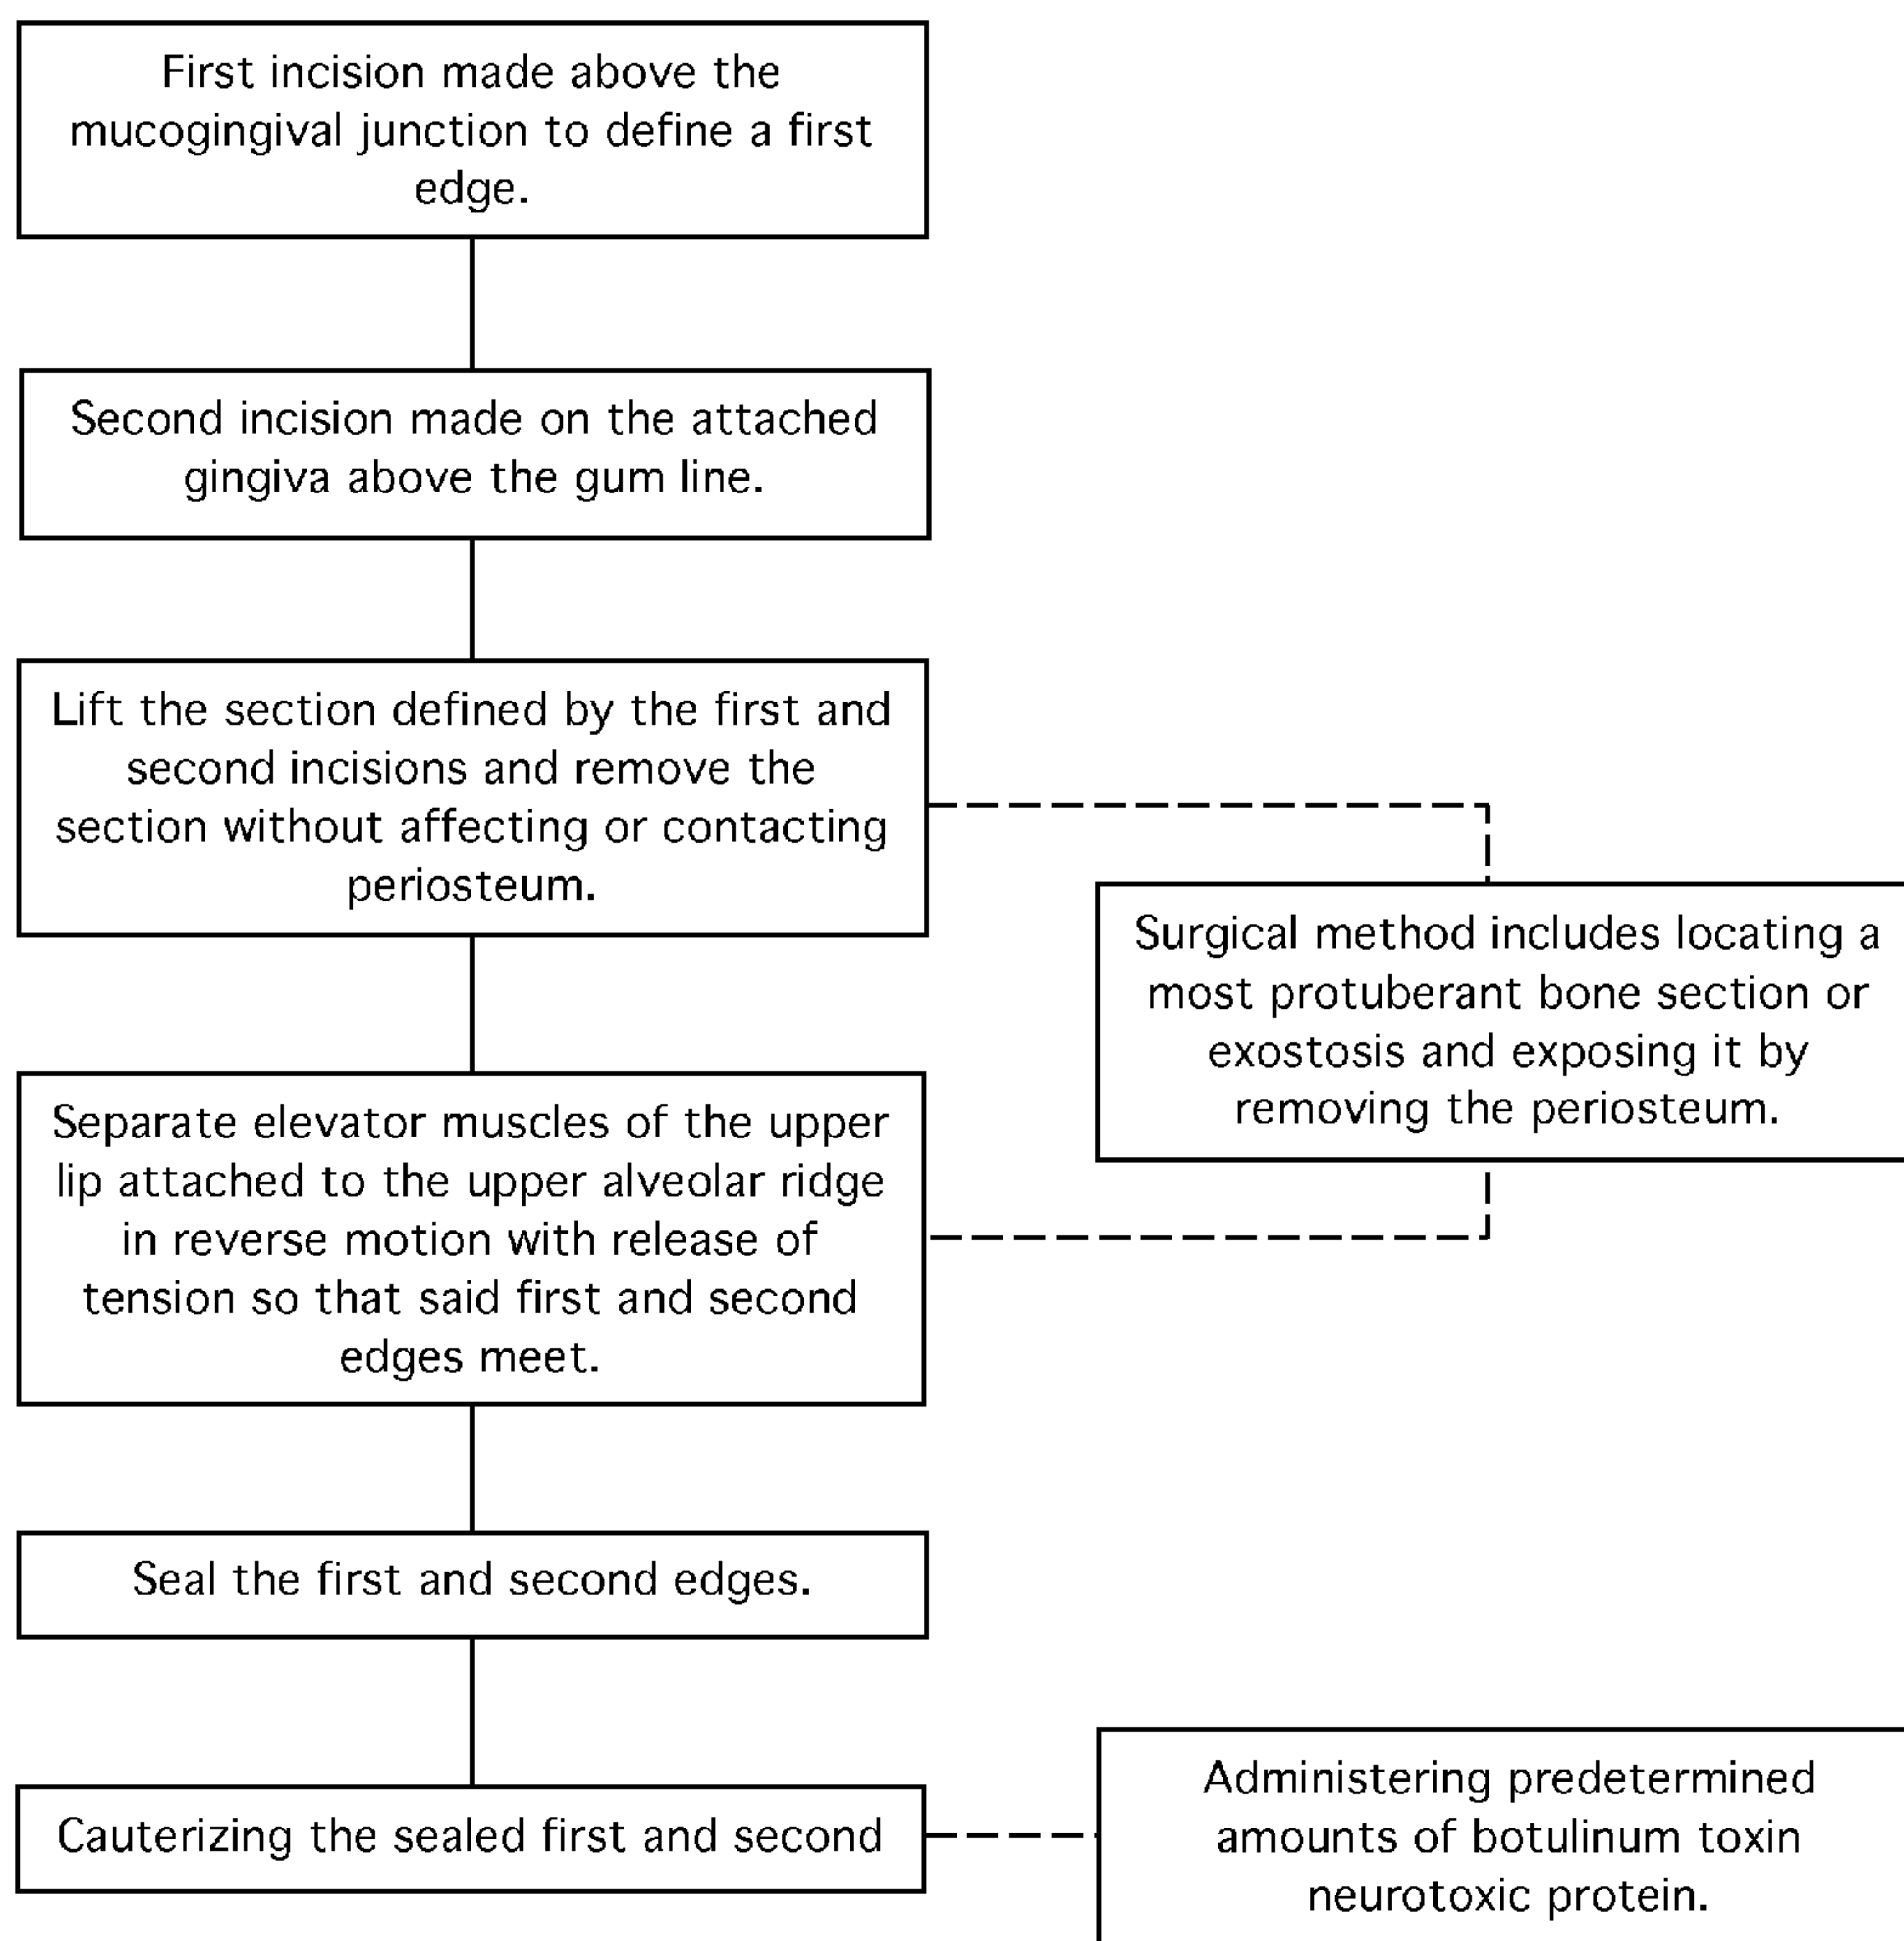 First incision made above the
mucogingival junction to define a first
edge.
Second incision made on the attached
gingiva above the gum line.
Lift the section defined by the first and
second incisions and remove the
section without affecting or contacting
periosteum.
Surgical method includes locating a
most protuberant bone section or
exostosis and exposing it by
removing the periosteum.
Separate elevator muscles of the upper
lip attached to the upper alveolar ridge
in reverse motion with release of
tension so that said first and second
edges meet.
Seal the first and second edges.
Cauterizing the sealed first and second
Administering predetermined
amounts of botulinum toxin
neurotoxic protein.